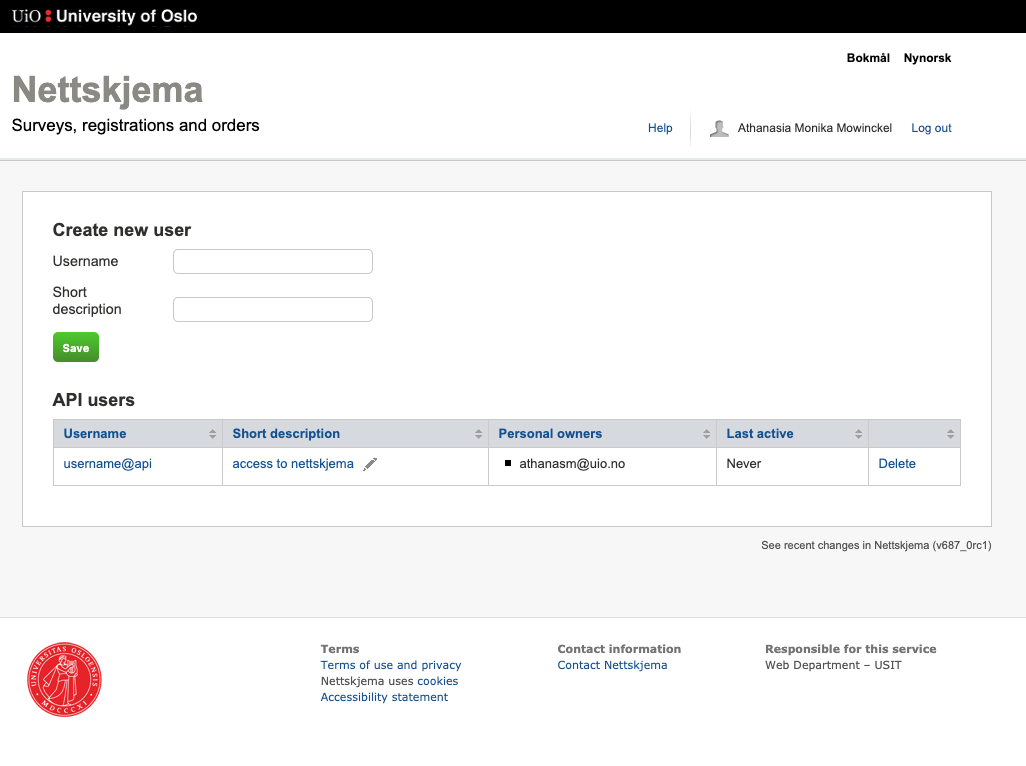 UiO : University of Oslo
Bokmål Nynorsk
Nettskjema
Surveys, registrations and orders
Help Athanasia Monika Mowinckel Log out
Create new user
Username
Short
description
Save
API users
Username Short description Personal owners Last active
username@api access to nettskjema athanasm@uio.no Never Delete
See recent changes in Nettskjema (v687_0rc1)
UNIVERSITAS OSLOENSIS
MDCCCXI
Terms Contact information Responsible for this service
Terms of use and privacy Contact Nettskjema Web Department – USIT
Nettskjema uses cookies
Accessibility statement